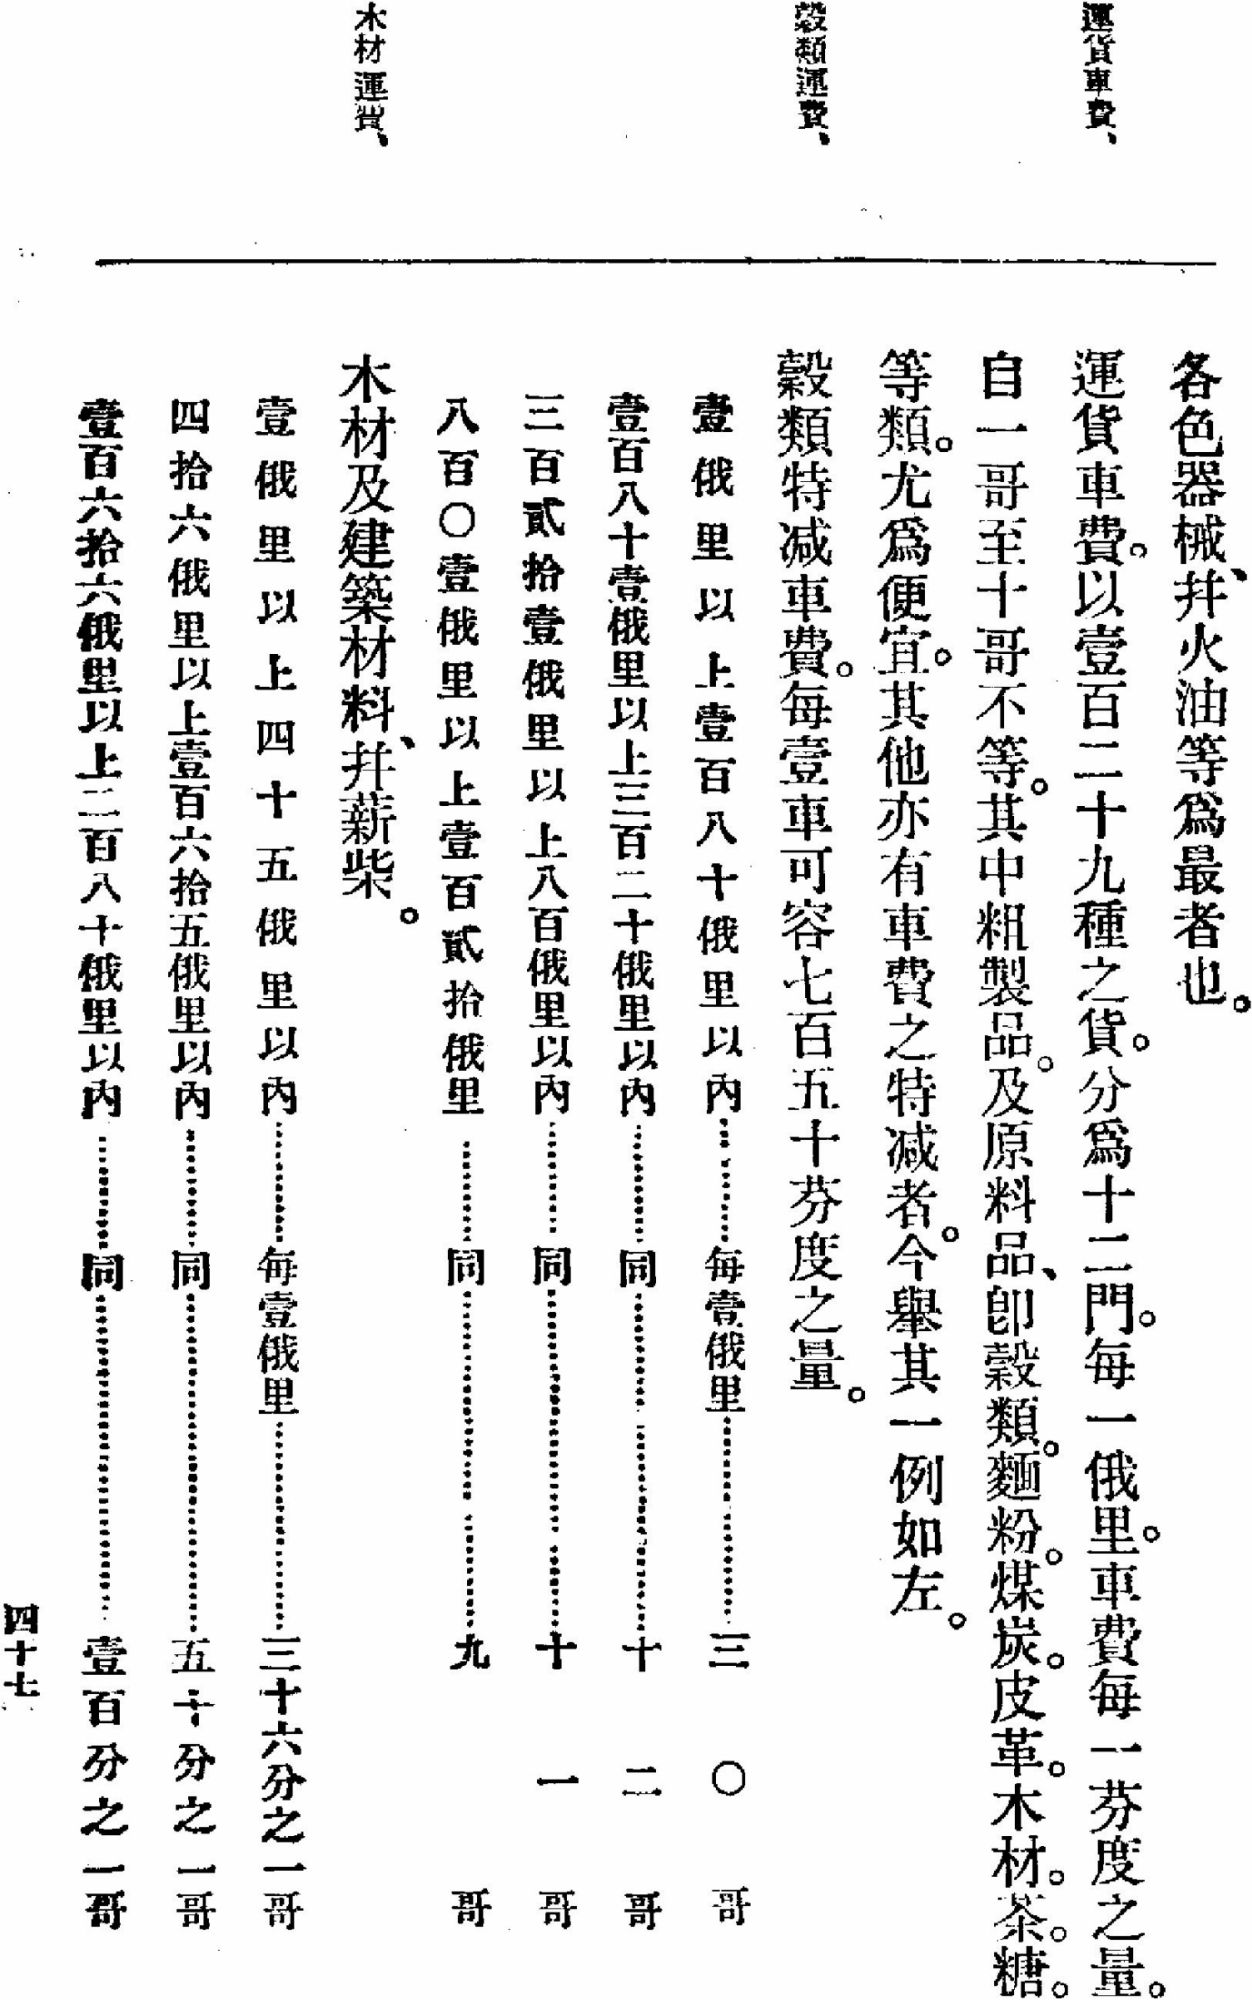 運貨車費、
穀類運費、
木材運費、
各色器械、幷火油等爲最者也。
運貨車費。以壹百二十九種之貨。分爲十二門。每一俄里。車費每一芬度之量。
自一哥至十哥不等。其中粗製品。及原料品、卽穀類。麵粉。煤炭。皮革。木材。茶。糖。
等類。尤爲便宜。其他亦有車費之特減者。今舉其一例如左。
穀類特減車費。每壹車可容七百五十芬度之量。
壹俄里以上壹百八十俄里以內………每壹俄里………三〇哥
壹百八十壹俄里以上三百二十俄里以內………同………十二哥
三百貳拾壹俄里以上八百俄里以內………同………十一哥
八百〇壹俄里以上壹百貳拾俄里………同………九哥
木材及建築材料、幷薪柴。
壹俄里以上四十五俄里以內………每壹俄里………三十六分之一哥
四拾六俄里以上壹百六拾五俄里以內………同………五十分之一哥
壹百六拾六俄里以上二百八十俄里以內………同………壹百分之一哥
四十七